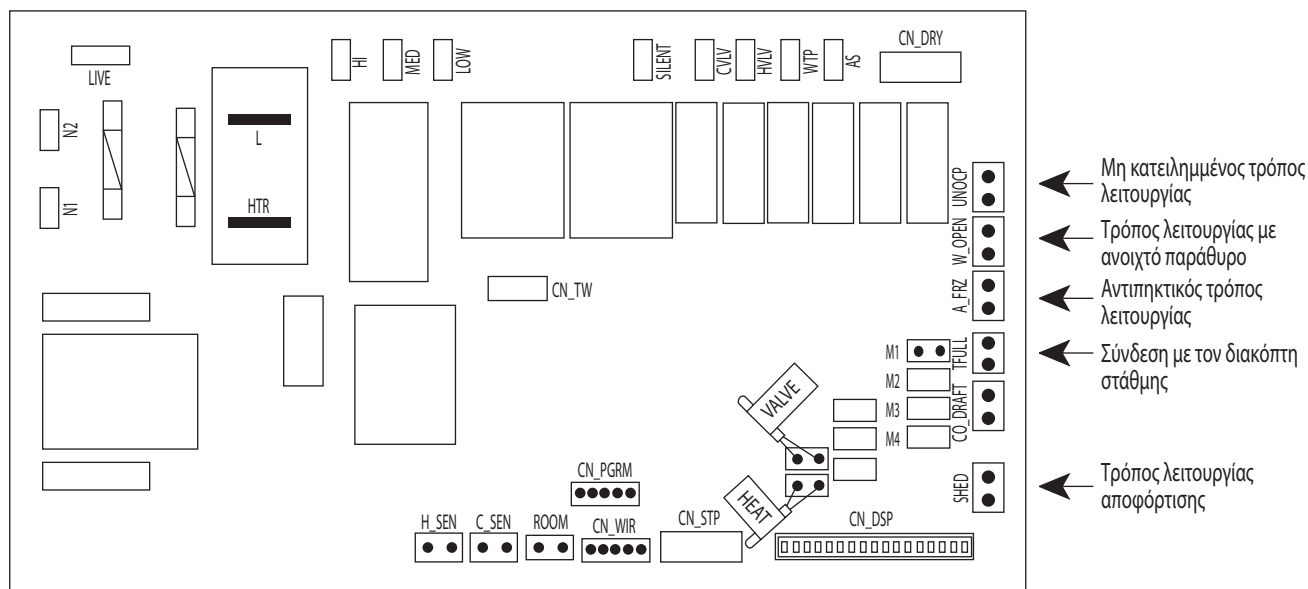 LIVE
HI
MED
LOW
SILENT
CVLV
HVLV
WTP
AS
CN_DRY
N2
N1
L
HTR
CN_TW
UNOCP
Μη κατειλημμένος τρόπος
λειτουργίας
W_OPEN
Τρόπος λειτουργίας με
ανοιχτό παράθυρο
A_FRZ
Αντιπηκτικός τρόπος
λειτουργίας
TFULL
Σύνδεση με τον διακόπτη
στάθμης
M1
M2
M3
M4
CO_DRAFT
VALVE
HEAT
SHED
Τρόπος λειτουργίας
αποφόρτισης
CN_PGRM
H_SEN
C_SEN
ROOM
CN_WIR
CN_STP
CN_DSP